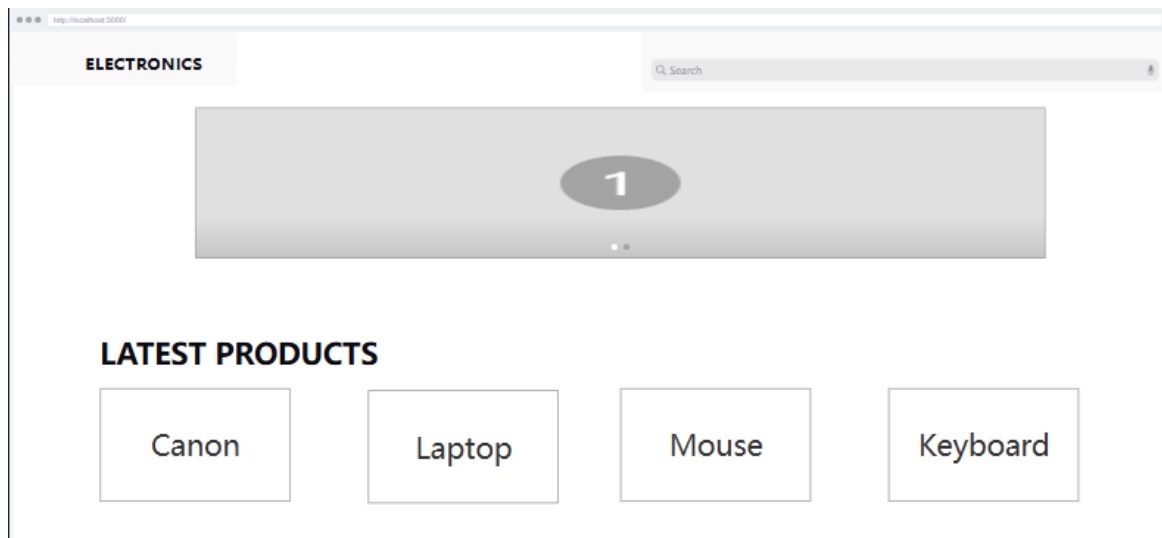 http://localhost:3000/
ELECTRONICS
Search
1
LATEST PRODUCTS
Canon
Laptop
Mouse
Keyboard